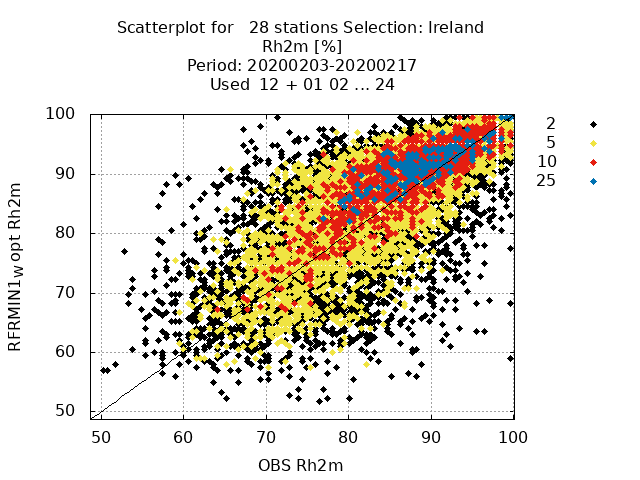 Scatterplot for 28 stations Selection: Ireland
Rh2m [%]
Period: 20200203-20200217
Used 12 + 01 02 ... 24
100
90
80
70
60
50
50 60 70 80 90 100
OBS Rh2m
RFRMIN1_W opt Rh2m
2
5
10
25